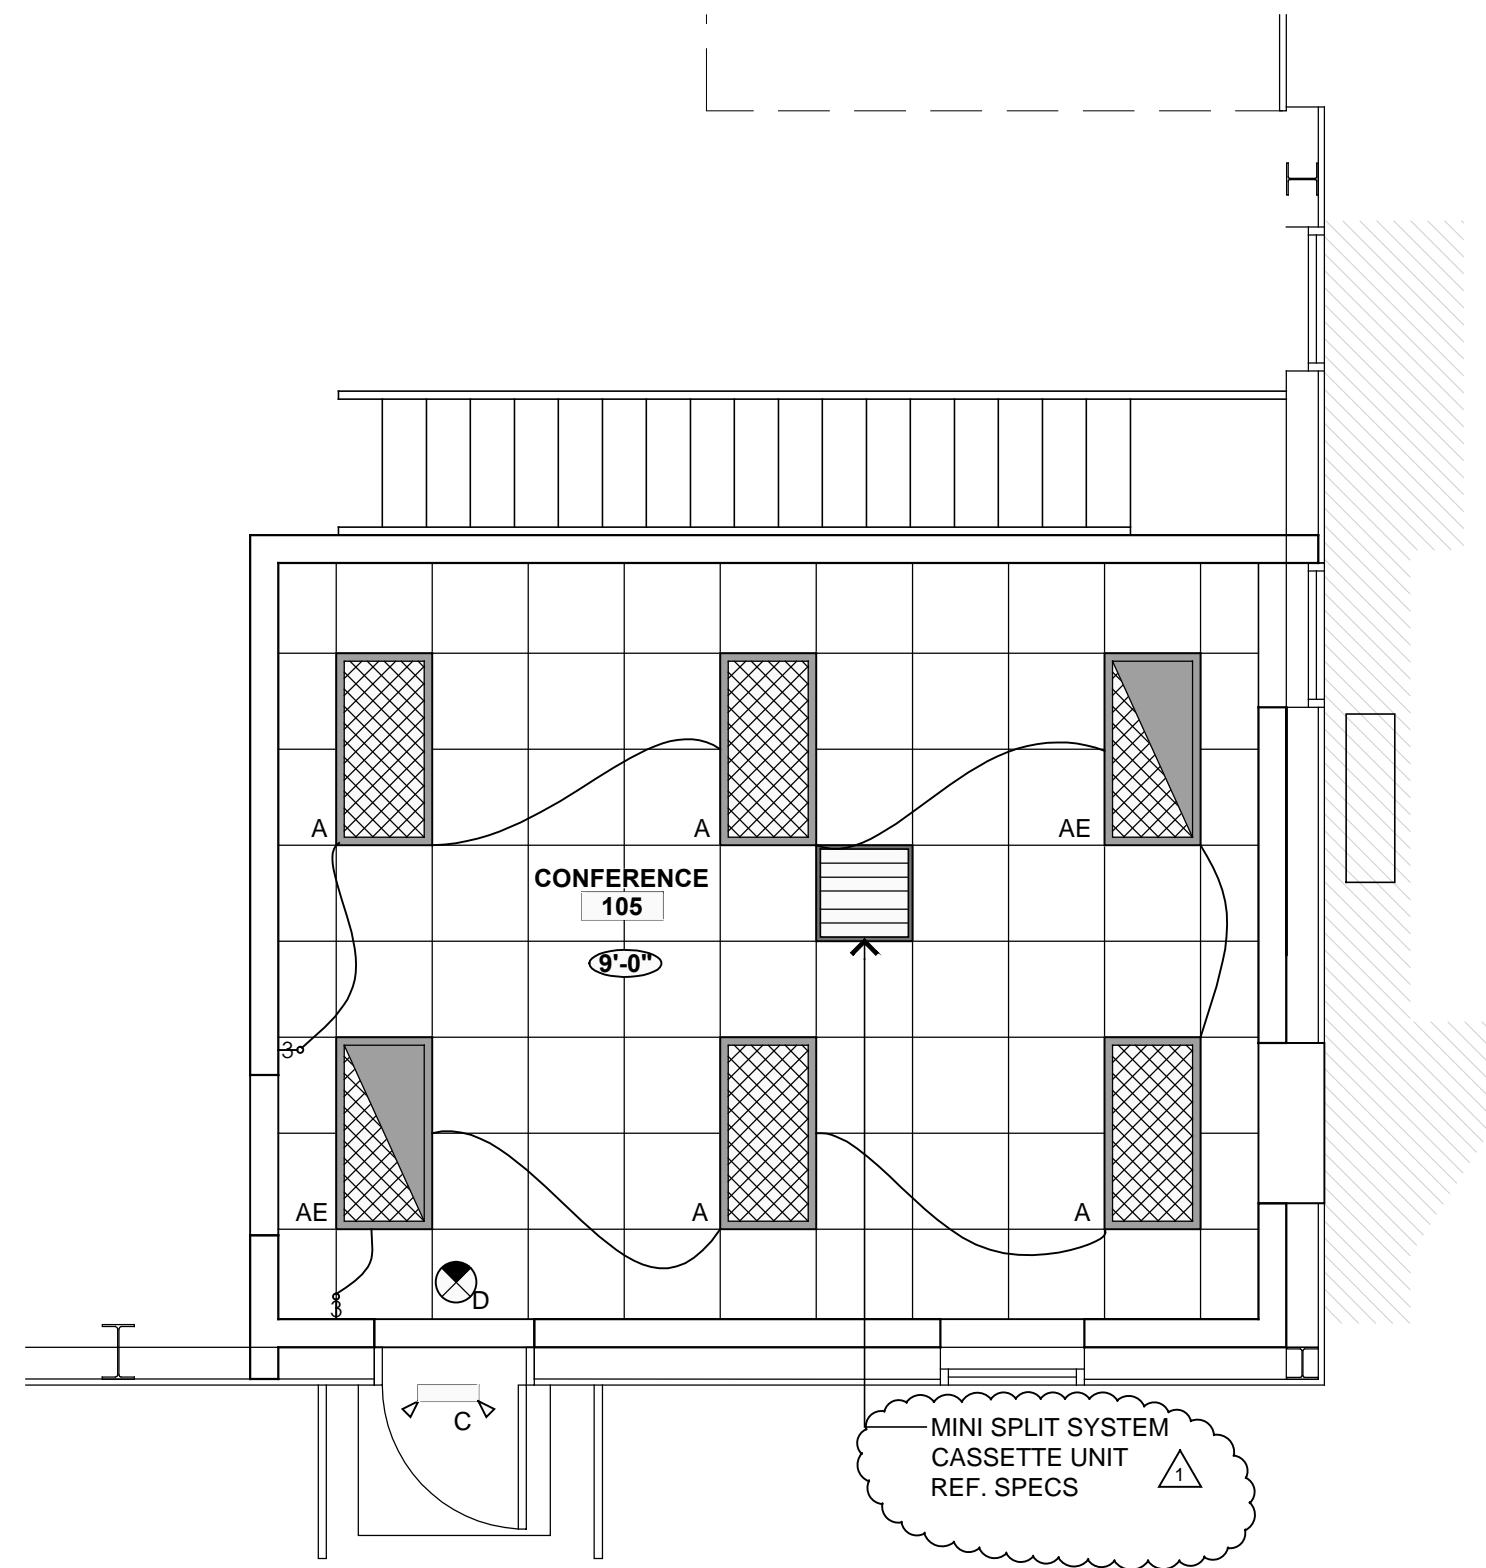 A
A
AE
CONFERENCE
105
9'-0"
3
AE
A
A
D
3
C
MINI SPLIT SYSTEM
CASSETTE UNIT
REF. SPECS
1